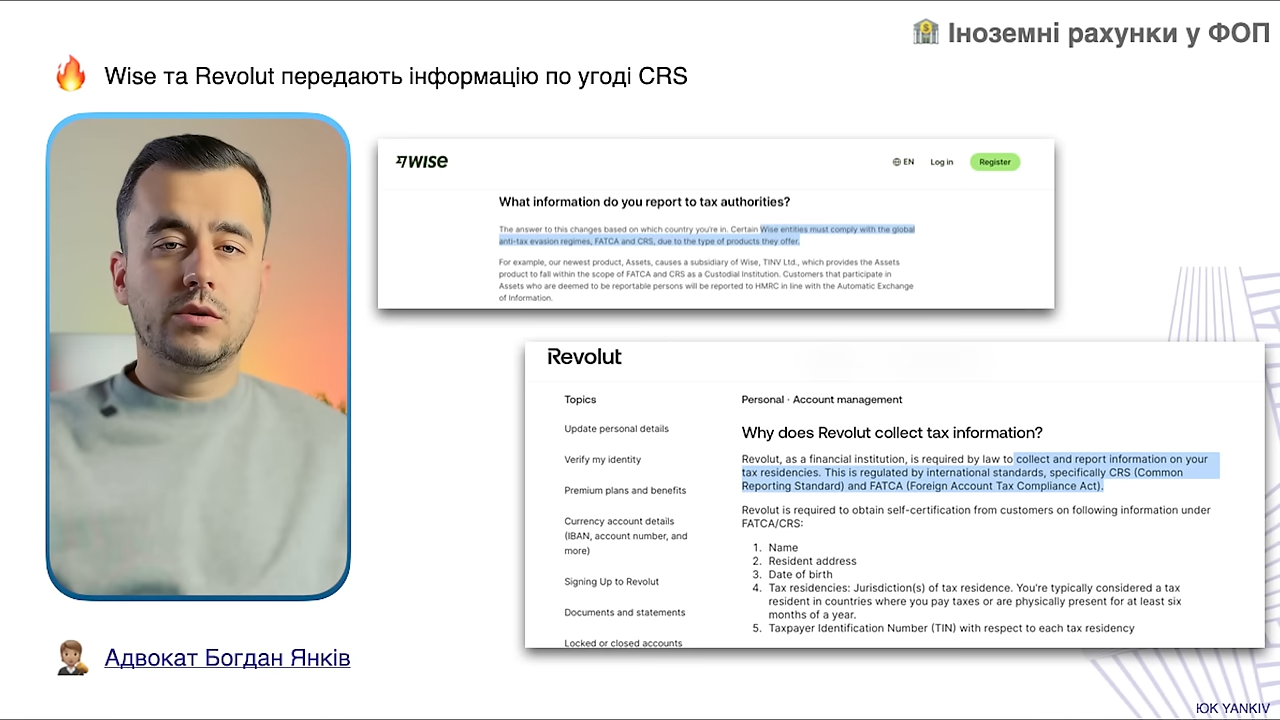 Іноземні рахунки у ФОП
Wise та Revolut передають інформацію по угоді CRS
WISE
EN Log in Register
What information do you report to tax authorities?
The answer to this changes based on which country you're in. Certain Wise entities must comply with the global
anti-tax evasion regimes, FATCA and CRS, due to the type of products they offer.
For example, our newest product, Assets, causes a subsidiary of Wise, TINV Ltd., which provides the Assets
product to fall within the scope of FATCA and CRS as a Custodial Institution. Customers that participate in
Assets who are deemed to be reportable persons will be reported to HMRC in line with the Automatic Exchange
of Information.
Revolut
Topics
Update personal details
Verify my identity
Premium plans and benefits
Currency account details
(IBAN, account number, and
more)
Signing Up to Revolut
Documents and statements
Locked or closed accounts
Personal · Account management
Why does Revolut collect tax information?
Revolut, as a financial institution, is required by law to collect and report information on your
tax residencies. This is regulated by international standards, specifically CRS (Common
Reporting Standard) and FATCA (Foreign Account Tax Compliance Act).
Revolut is required to obtain self-certification from customers on following information under
FATCA/CRS:
1. Name
2. Resident address
3. Date of birth
4. Tax residencies: Jurisdiction(s) of tax residence. You're typically considered a tax
resident in countries where you pay taxes or are physically present for at least six
months of a year.
5. Taxpayer Identification Number (TIN) with respect to each tax residency
Адвокат Богдан Янків
ЮК YANKIV